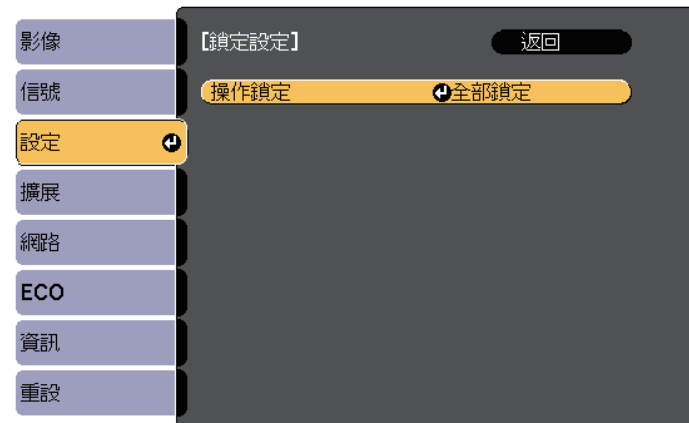 影像
信號
設定
擴展
網路
ECO
資訊
重設
【鎖定設定】
返回
操作鎖定 全部鎖定